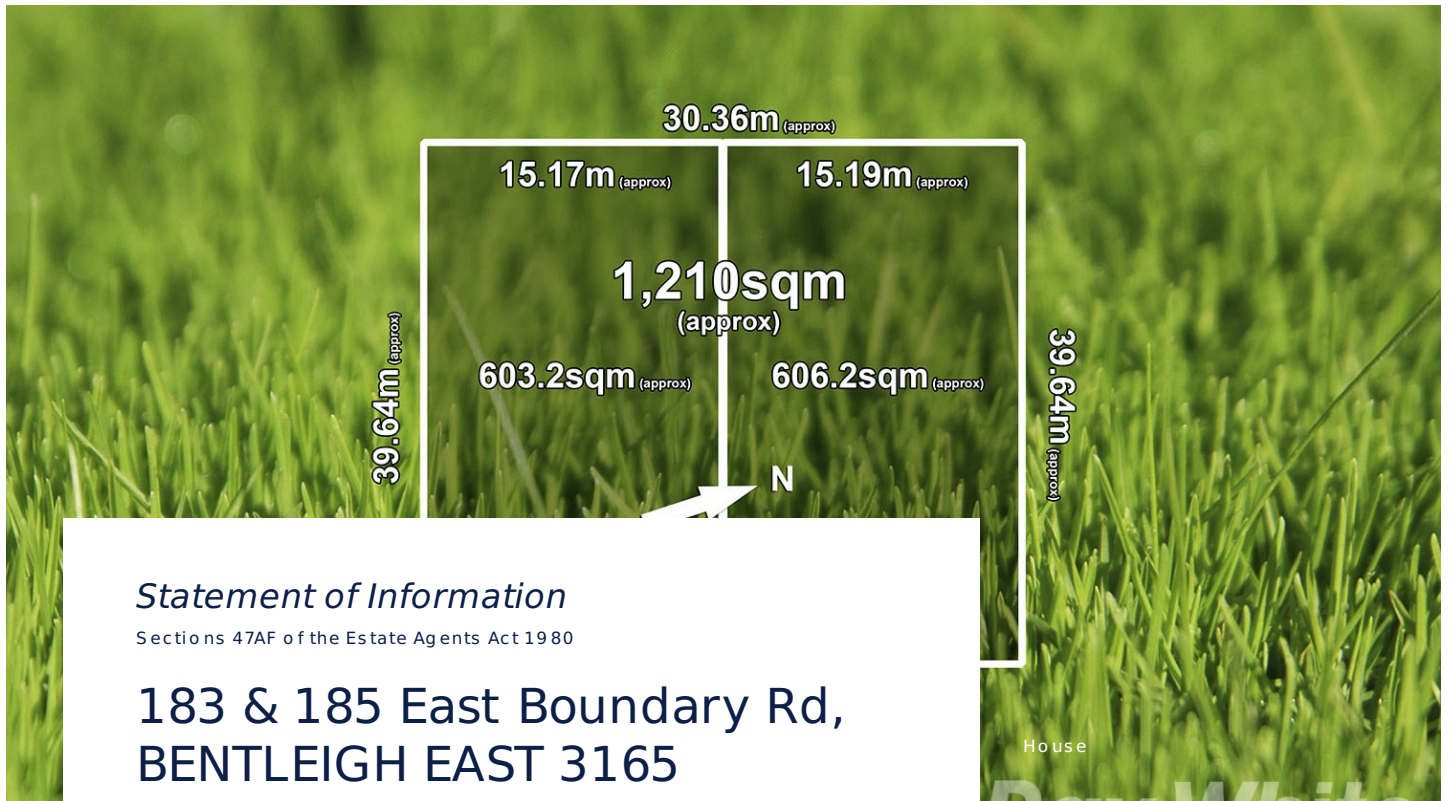 30.36m (approx)
15.17m (approx) 15.19m (approx)
1,210sqm
(approx)
603.2sqm (approx) 606.2sqm (approx)
39.64m (approx)
39.64m (approx)
N
Statement of Information
Sections 47AF of the Estate Agents Act 1980
183 & 185 East Boundary Rd,
BENTLEIGH EAST 3165
House
Ray White